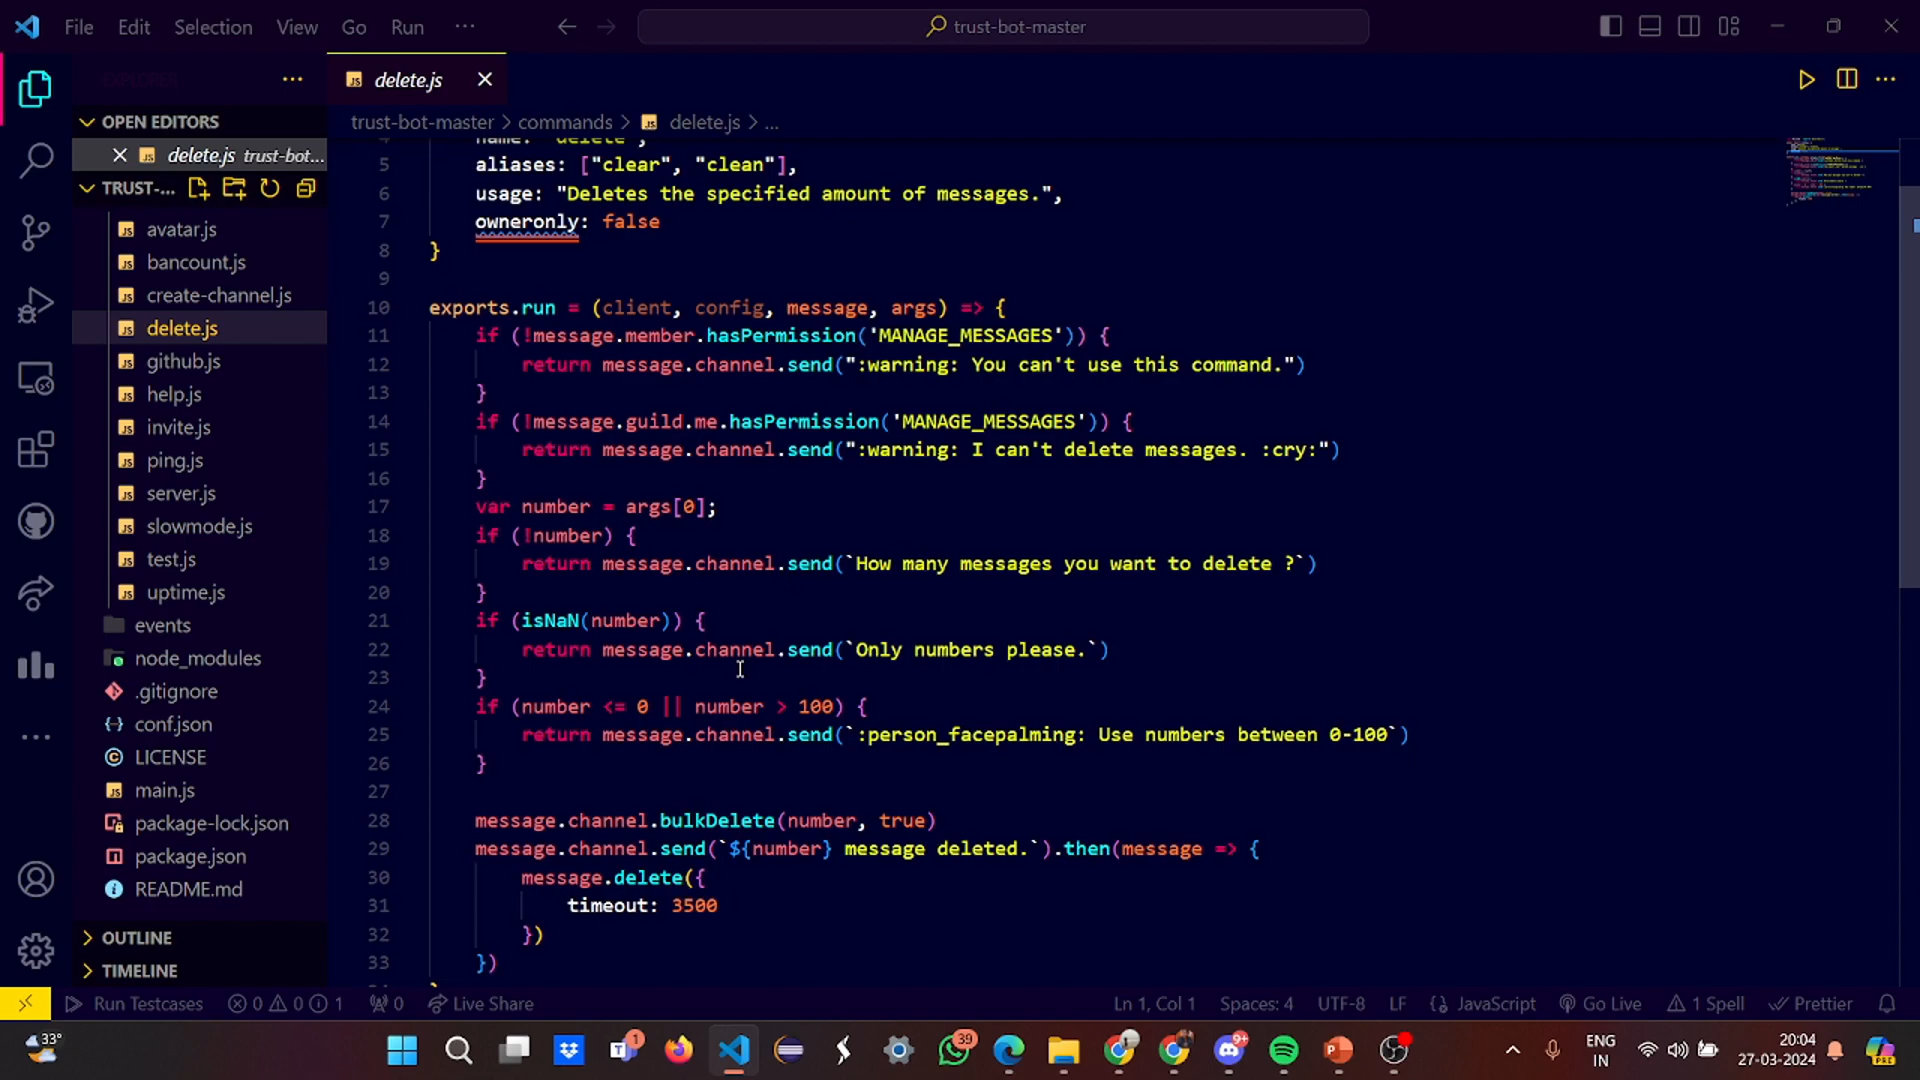 File Edit Selection View Go Run ...
trust-bot-master
EXPLORER
delete.js
OPEN EDITORS
delete.js trust-bot...
TRUST-...
avatar.js
bancount.js
create-channel.js
delete.js
github.js
help.js
invite.js
ping.js
server.js
slowmode.js
test.js
uptime.js
events
node_modules
.gitignore
conf.json
LICENSE
main.js
package-lock.json
package.json
README.md
OUTLINE
TIMELINE
trust-bot-master > commands > delete.js > ...
4 name: "delete",
5 aliases: ["clear", "clean"],
6 usage: "Deletes the specified amount of messages.",
7 owneronly: false
8 }
9
10 exports.run = (client, config, message, args) => {
11 if (!message.member.hasPermission('MANAGE_MESSAGES')) {
12 return message.channel.send(":warning: You can't use this command.")
13 }
14 if (!message.guild.me.hasPermission('MANAGE_MESSAGES')) {
15 return message.channel.send(":warning: I can't delete messages. :cry:")
16 }
17 var number = args[0];
18 if (!number) {
19 return message.channel.send(`How many messages you want to delete ?`)
20 }
21 if (isNaN(number)) {
22 return message.channel.send(`Only numbers please.`)
23 }
24 if (number <= 0 || number > 100) {
25 return message.channel.send(`:person_facepalming: Use numbers between 0-100`)
26 }
27
28 message.channel.bulkDelete(number, true)
29 message.channel.send(`${number} message deleted.`).then(message => {
30 message.delete({
31 timeout: 3500
32 })
33 })
Run Testcases 0 0 1 0 Live Share Ln 1, Col 1 Spaces: 4 UTF-8 LF {} JavaScript Go Live 1 Spell Prettier
33°
1
39
9+
ENG
IN
20:04
27-03-2024
PRE